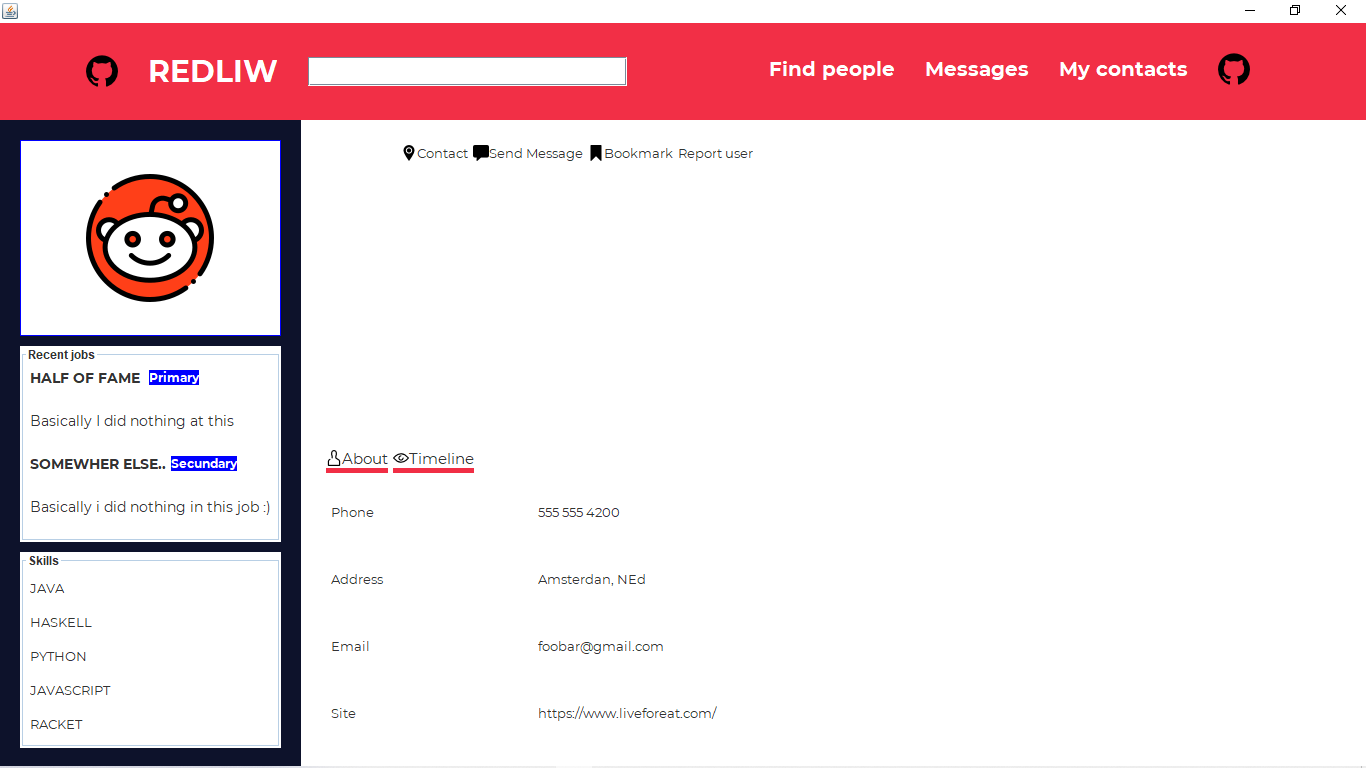 REDLIW
Find people Messages My contacts
Contact Send Message Bookmark Report user
Recent jobs
HALF OF FAME Primary
Basically I did nothing at this
SOMEWHER ELSE.. Secundary
Basically i did nothing in this job :)
Skills
JAVA
HASKELL
PYTHON
JAVASCRIPT
RACKET
About Timeline
Phone 555 555 4200
Address Amsterdan, NEd
Email foobar@gmail.com
Site https://www.liveforeat.com/